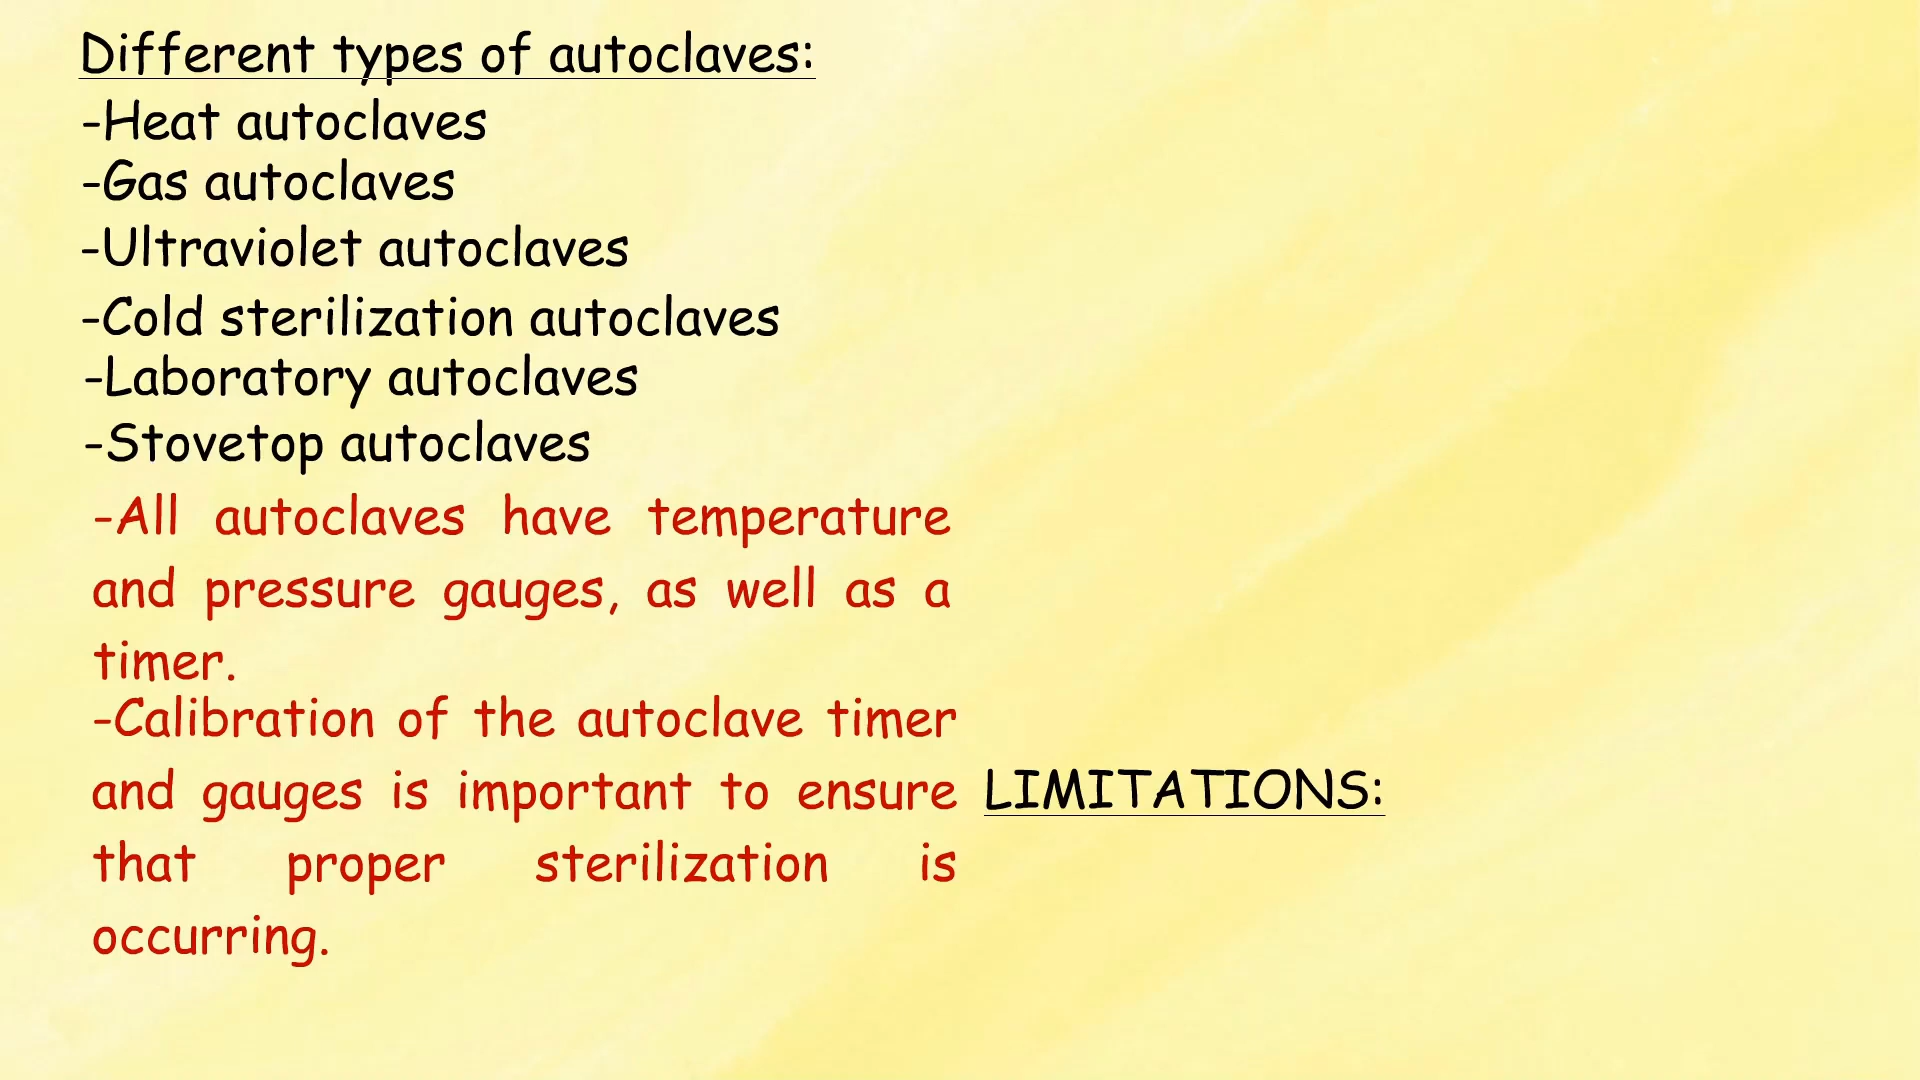 Different types of autoclaves:
-Heat autoclaves
-Gas autoclaves
-Ultraviolet autoclaves
-Cold sterilization autoclaves
-Laboratory autoclaves
-Stovetop autoclaves
-All autoclaves have temperature
and pressure gauges, as well as a
timer.
-Calibration of the autoclave timer
and gauges is important to ensure
that proper sterilization is
occurring.
LIMITATIONS: